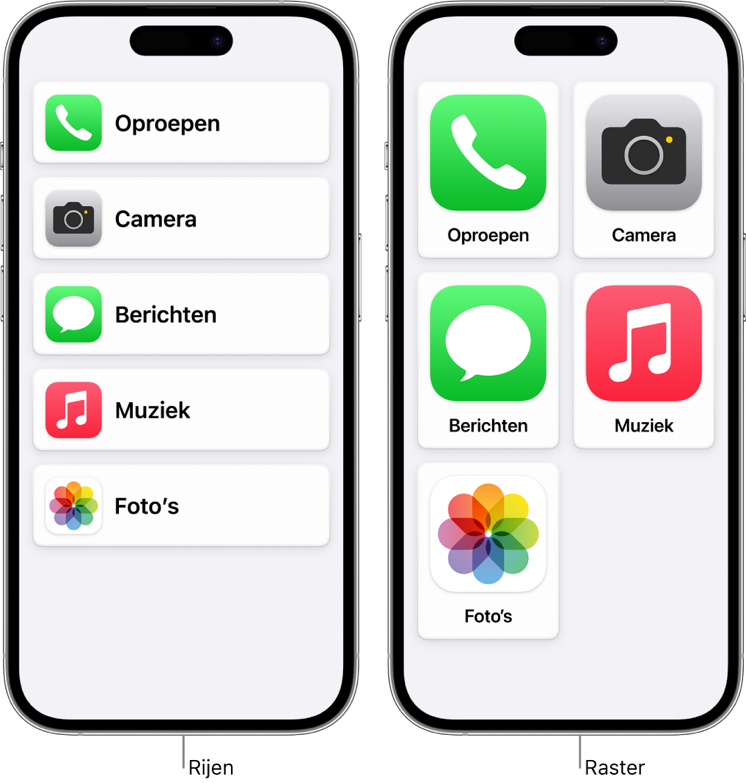 Oproepen
Camera
Berichten
Muziek
Foto’s
Oproepen
Camera
Berichten
Muziek
Foto’s
Rijen
Raster